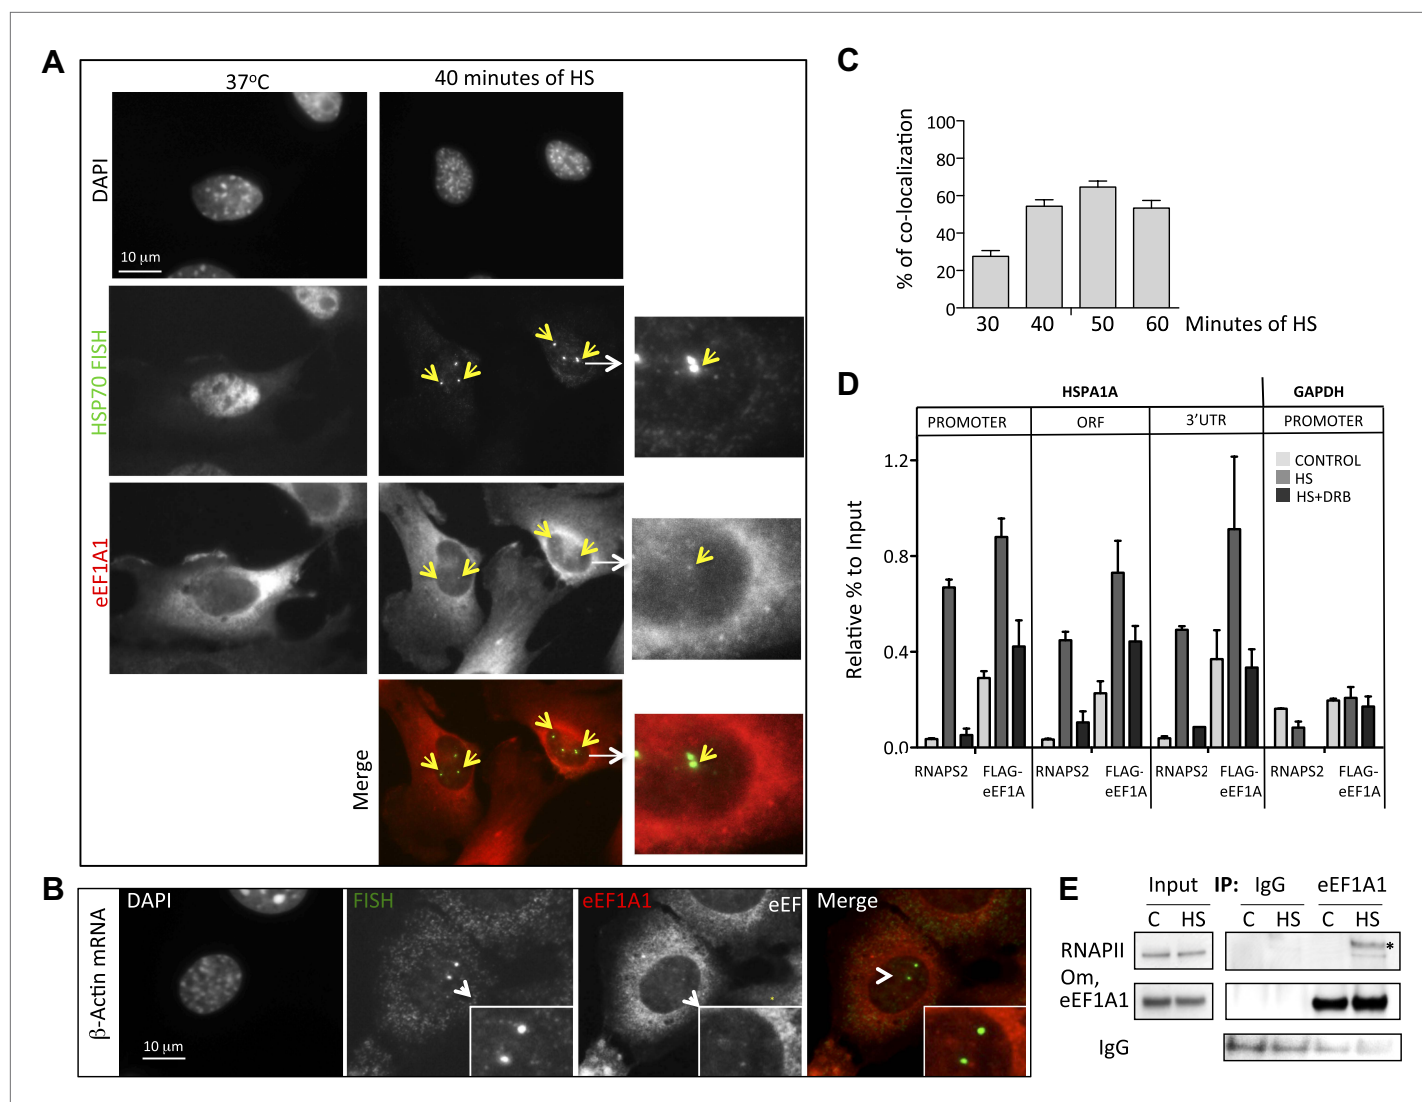 A
37°C
40 minutes of HS
DAPI
10 µm
HSP70 FISH
eEF1A1
Merge
B
β-Actin mRNA
DAPI
FISH
eEF1A1
eEF
Merge
10 µm
C
% of co-localization
100
80
60
40
20
0
30 40 50 60 Minutes of HS
D
HSPA1A GAPDH
PROMOTER ORF 3'UTR PROMOTER
CONTROL
HS
HS+DRB
Relative % to Input
1.2
0.8
0.4
0.0
RNAPS2 FLAG-eEF1A RNAPS2 FLAG-eEF1A RNAPS2 FLAG-eEF1A RNAPS2 FLAG-eEF1A
E
Input IP: IgG eEF1A1
C HS C HS C HS
RNAPII
*
Om,
eEF1A1
IgG